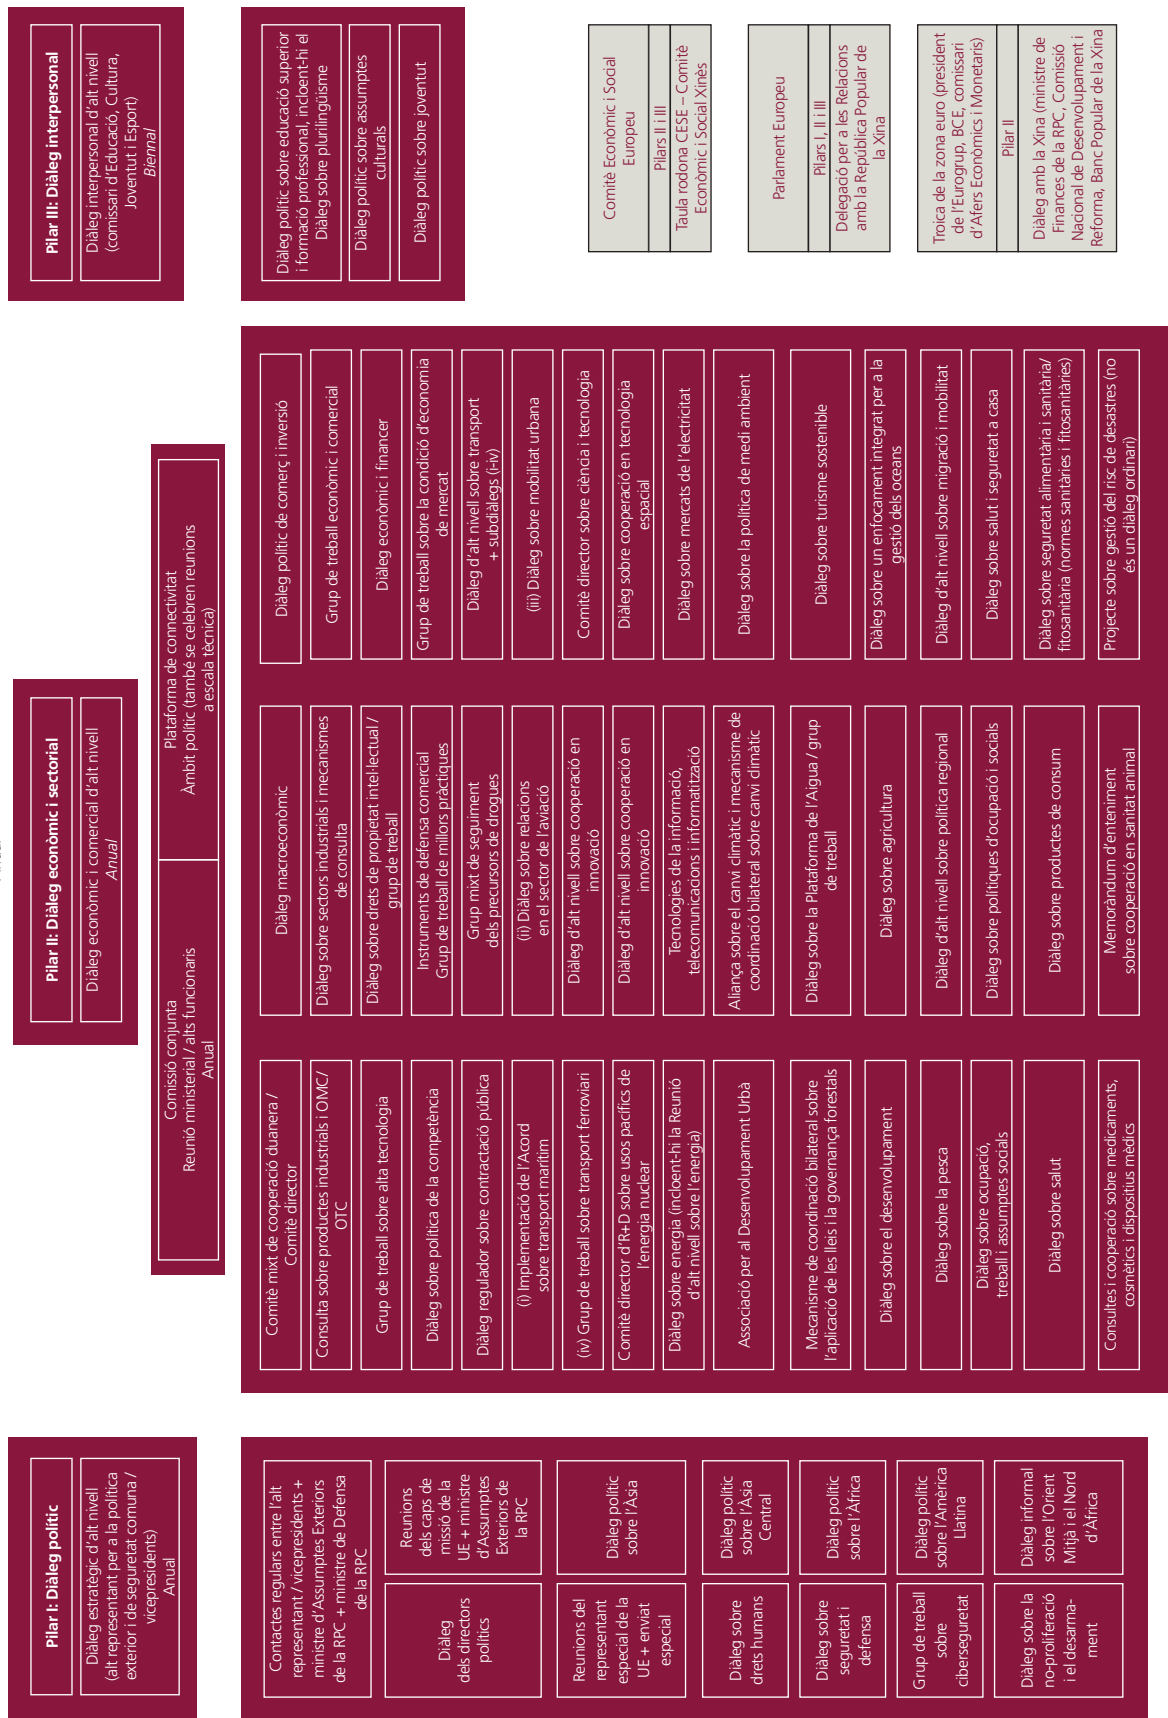 Pilar I: Diàleg polític
Diàleg estratègic d'alt nivell
(alt representant per a la política
exterior i de seguretat comuna /
vicepresidents)
Anual
Contactes regulars entre l'alt
representant / vicepresidents +
ministre d'Assumptes Exteriors
de la RPC + ministre de Defensa
de la RPC
Diàleg
dels directors
polítics
Reunions
dels caps de
missió de la
UE + ministre
d'Assumptes
Exteriors de
la RPC
Reunions del
representant
especial de la
UE + enviat
especial
Diàleg polític
sobre l'Àsia
Diàleg sobre
drets humans
Diàleg polític
sobre l'Àsia
Central
Diàleg sobre
seguretat i
defensa
Diàleg polític
sobre l'Àfrica
Grup de treball
sobre
ciberseguretat
Diàleg polític
sobre l'Amèrica
Llatina
Diàleg sobre la
no-proliferació
i el desarma-
ment
Diàleg informal
sobre l'Orient
Mitjà i el Nord
d'Àfrica
Pilar II: Diàleg econòmic i sectorial
Diàleg econòmic i comercial d'alt nivell
Anual
Comissió conjunta
Reunió ministerial / alts funcionaris
Anual
Plataforma de connectivitat
Àmbit polític (també se celebren reunions
a escala tècnica)
Comitè mixt de cooperació duanera /
Comitè director
Diàleg macroeconòmic
Diàleg polític de comerç i inversió
Consulta sobre productes industrials i OMC/
OTC
Diàleg sobre sectors industrials i mecanismes
de consulta
Grup de treball econòmic i comercial
Grup de treball sobre alta tecnologia
Diàleg sobre drets de propietat intel·lectual /
grup de treball
Diàleg econòmic i financer
Diàleg sobre política de la competència
Instruments de defensa comercial
Grup de treball de millors pràctiques
Grup de treball sobre la condició d'economia
de mercat
Diàleg regulador sobre contractació pública
Grup mixt de seguiment
dels precursors de drogues
Diàleg d'alt nivell sobre transport
+ subdiàlegs (i-iv)
(i) Implementació de l'Acord
sobre transport marítim
(ii) Diàleg sobre relacions
en el sector de l'aviació
(iii) Diàleg sobre mobilitat urbana
(iv) Grup de treball sobre transport ferroviari
Diàleg d'alt nivell sobre cooperació en
innovació
Comitè director sobre ciència i tecnologia
Comitè director d'R+D sobre usos pacífics de
l'energia nuclear
Diàleg d'alt nivell sobre cooperació en
innovació
Diàleg sobre cooperació en tecnologia
espacial
Diàleg sobre energia (incloent-hi la Reunió
d'alt nivell sobre l'energia)
Tecnologies de la informació,
telecomunicacions i informatització
Diàleg sobre mercats de l'electricitat
Associació per al Desenvolupament Urbà
Aliança sobre el canvi climàtic i mecanisme de
coordinació bilateral sobre canvi climàtic
Diàleg sobre la política de medi ambient
Mecanisme de coordinació bilateral sobre
l'aplicació de les lleis i la governança forestals
Diàleg sobre la Plataforma de l'Aigua / grup
de treball
Diàleg sobre turisme sostenible
Diàleg sobre el desenvolupament
Diàleg sobre agricultura
Diàleg sobre un enfocament integrat per a la
gestió dels oceans
Diàleg sobre la pesca
Diàleg d'alt nivell sobre política regional
Diàleg d'alt nivell sobre migració i mobilitat
Diàleg sobre ocupació,
treball i assumptes socials
Diàleg sobre polítiques d'ocupació i socials
Diàleg sobre salut i seguretat a casa
Diàleg sobre salut
Diàleg sobre productes de consum
Diàleg sobre seguretat alimentària i sanitària/
fitosanitària (normes sanitàries i fitosanitàries)
Consultes i cooperació sobre medicaments,
cosmètics i dispositius mèdics
Memoràndum d'enteniment
sobre cooperació en sanitat animal
Projecte sobre gestió del risc de desastres (no
és un diàleg ordinari)
Pilar III: Diàleg interpersonal
Diàleg interpersonal d'alt nivell
(comissari d'Educació, Cultura,
Joventut i Esport)
Biennal
Diàleg polític sobre educació superior
i formació professional, incloent-hi el
Diàleg sobre plurilingüisme
Diàleg polític sobre assumptes
culturals
Diàleg polític sobre joventut
Comitè Econòmic i Social
Europeu
Pilars II i III
Taula rodona CESE – Comitè
Econòmic i Social Xinès
Parlament Europeu
Pilars I, II i III
Delegació per a les Relacions
amb la República Popular de
la Xina
Troica de la zona euro (president
de l'Eurogrup, BCE, comissari
d'Afers Econòmics i Monetaris)
Pilar II
Diàleg amb la Xina (ministre de
Finances de la RPC, Comissió
Nacional de Desenvolupament i
Reforma, Banc Popular de la Xina